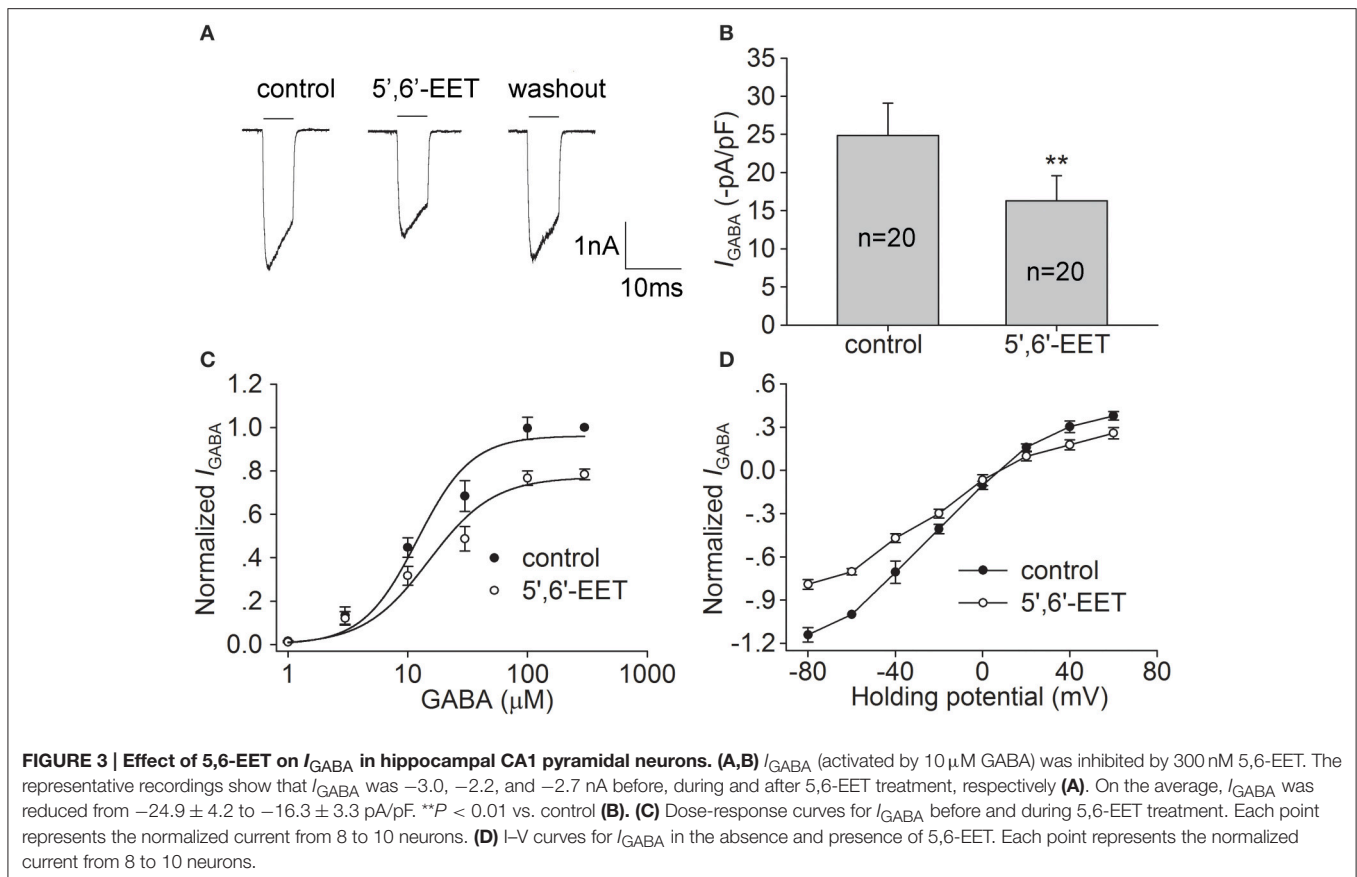 A
control 5',6'-EET washout
1nA
10ms
B
35
30
25
20
15
10
5
0
I_GABA (-pA/pF)
**
n=20
n=20
control 5',6'-EET
C
1.2
1.0
.8
.6
.4
.2
0.0
Normalized I_GABA
control
5',6'-EET
1 10 100 1000
GABA (μM)
D
.6
.3
0.0
-.3
-.6
-.9
-1.2
Normalized I_GABA
control
5',6'-EET
-80 -40 0 40 80
Holding potential (mV)
FIGURE 3 | Effect of 5,6-EET on I_GABA in hippocampal CA1 pyramidal neurons. (A,B) I_GABA (activated by 10 μM GABA) was inhibited by 300 nM 5,6-EET. The
representative recordings show that I_GABA was −3.0, −2.2, and −2.7 nA before, during and after 5,6-EET treatment, respectively (A). On the average, I_GABA was
reduced from −24.9 ± 4.2 to −16.3 ± 3.3 pA/pF. **P < 0.01 vs. control (B). (C) Dose-response curves for I_GABA before and during 5,6-EET treatment. Each point
represents the normalized current from 8 to 10 neurons. (D) I–V curves for I_GABA in the absence and presence of 5,6-EET. Each point represents the normalized
current from 8 to 10 neurons.